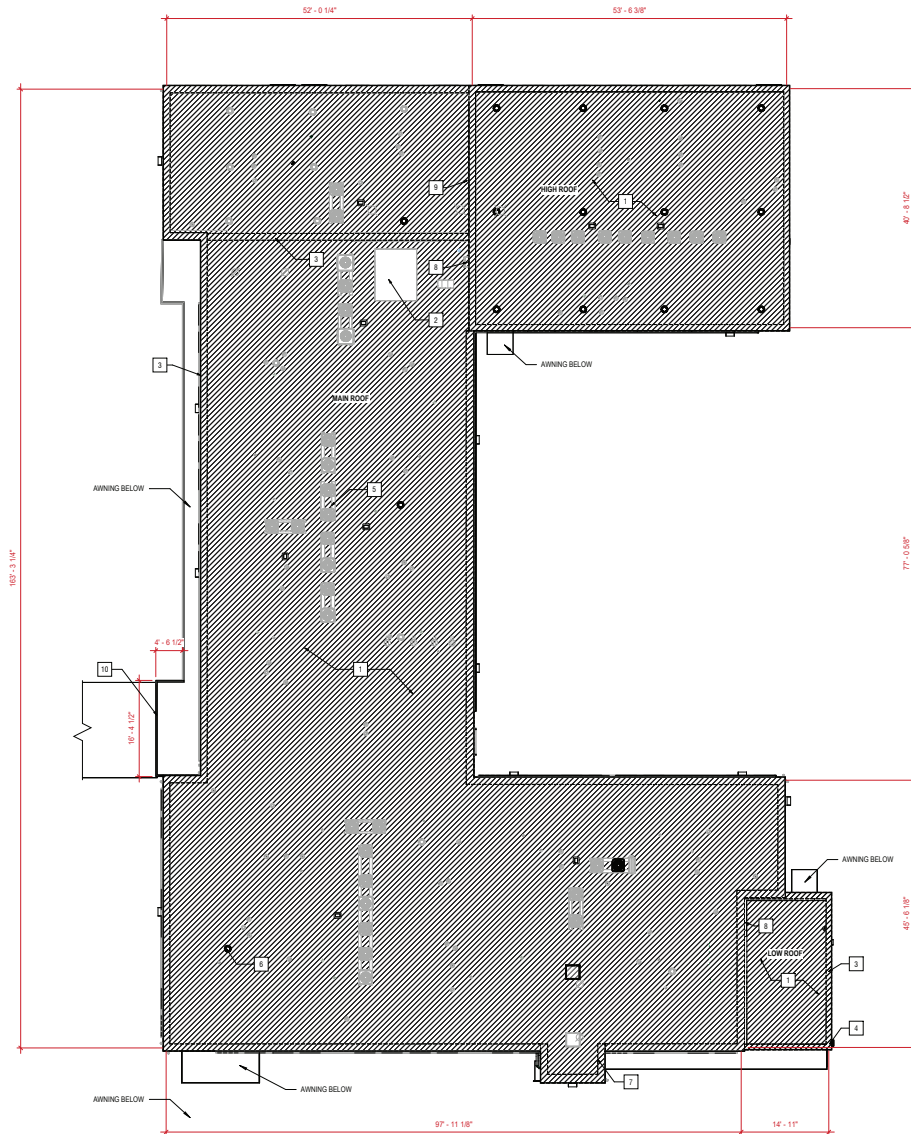 52' - 0 1/4"
53' - 6 3/8"
9
HIGH ROOF
1
40' - 8 1/2"
3
8
2
3
AWNING BELOW
MAIN ROOF
5
AWNING BELOW
163' - 3 1/4"
77' - 0 5/8"
4' - 6 1/2"
10
1
16' - 4 1/2"
AWNING BELOW
45' - 6 1/8"
6
LOW ROOF
3
1
4
7
AWNING BELOW
AWNING BELOW
97' - 11 1/8"
14' - 11"